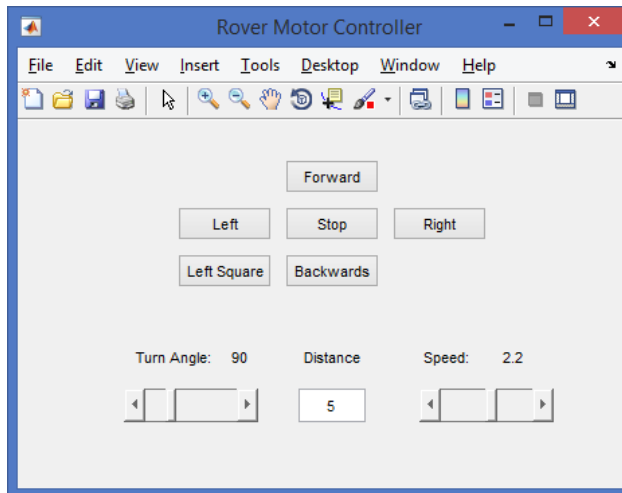 Rover Motor Controller
File Edit View Insert Tools Desktop Window Help
Forward
Left Stop Right
Left Square Backwards
Turn Angle: 90 Distance Speed: 2.2
5